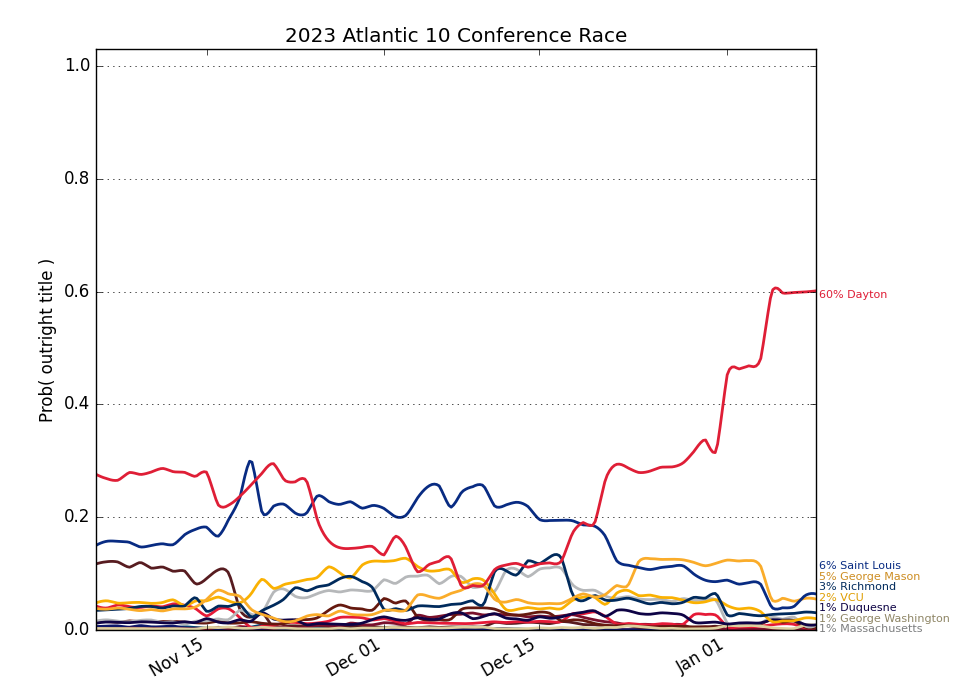 2023 Atlantic 10 Conference Race
Prob( outright title )
1.0
0.8
0.6
0.4
0.2
0.0
Nov 15
Dec 01
Dec 15
Jan 01
60% Dayton
6% Saint Louis
5% George Mason
3% Richmond
2% VCU
1% Duquesne
1% George Washington
1% Massachusetts